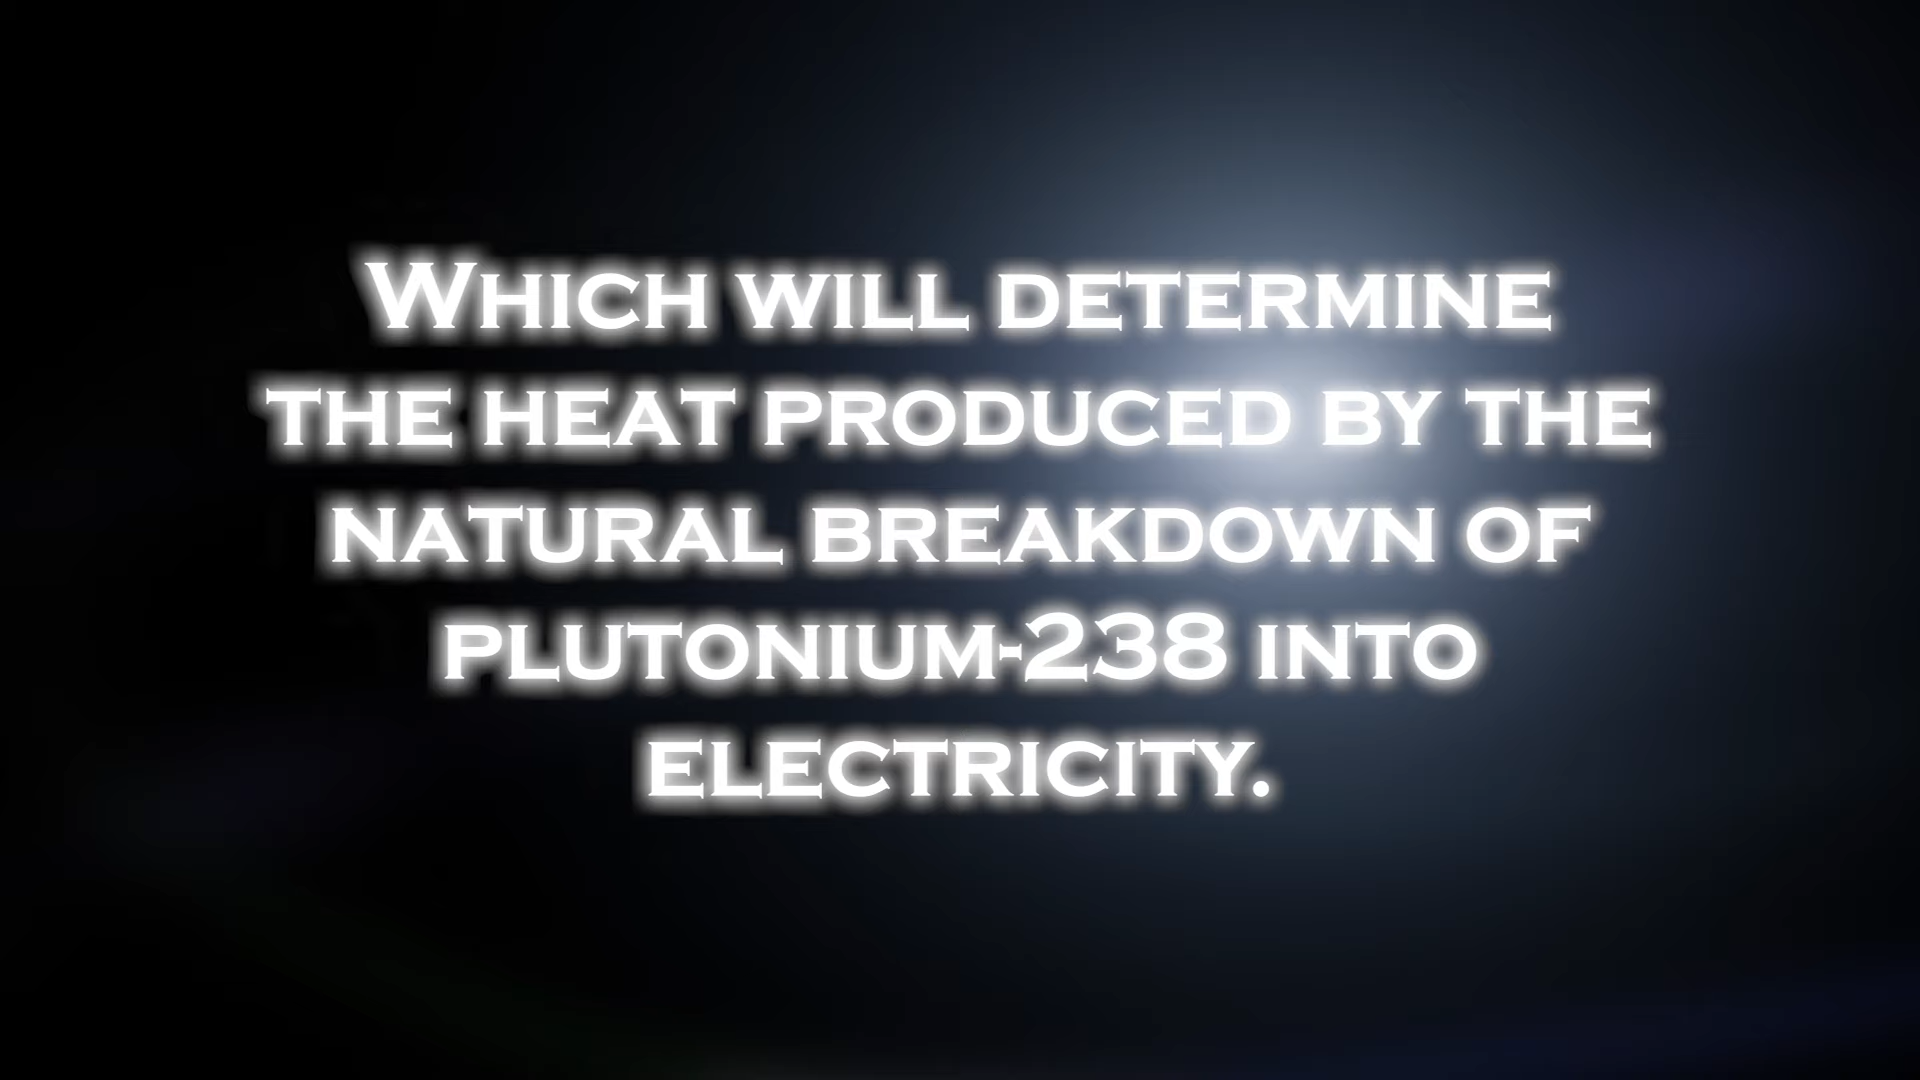 Which will determine
the heat produced by the
natural breakdown of
plutonium-238 into
electricity.